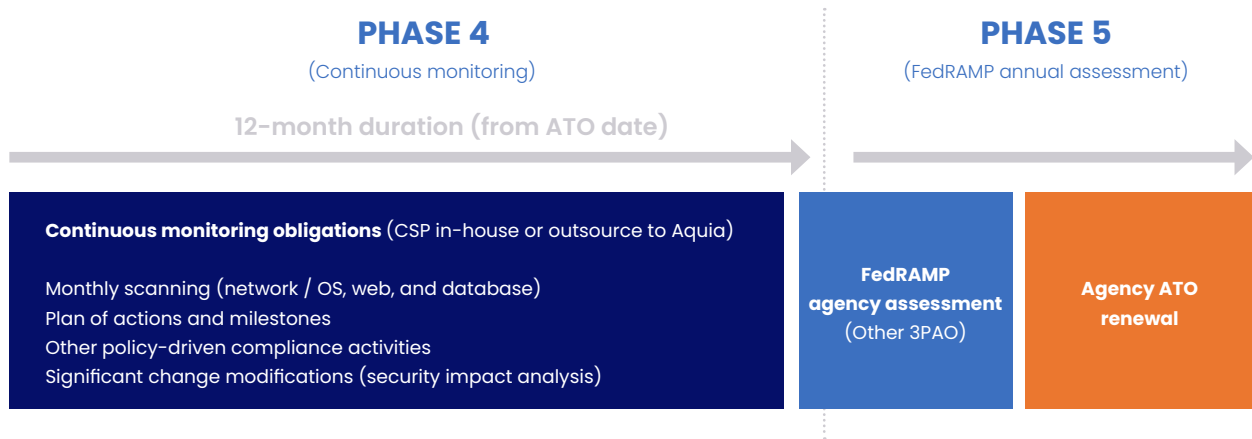 PHASE 4
(Continuous monitoring)
PHASE 5
(FedRAMP annual assessment)
12-month duration (from ATO date)
Continuous monitoring obligations (CSP in-house or outsource to Aquia)
Monthly scanning (network / OS, web, and database)
Plan of actions and milestones
Other policy-driven compliance activities
Significant change modifications (security impact analysis)
FedRAMP
agency assessment
(Other 3PAO)
Agency ATO
renewal